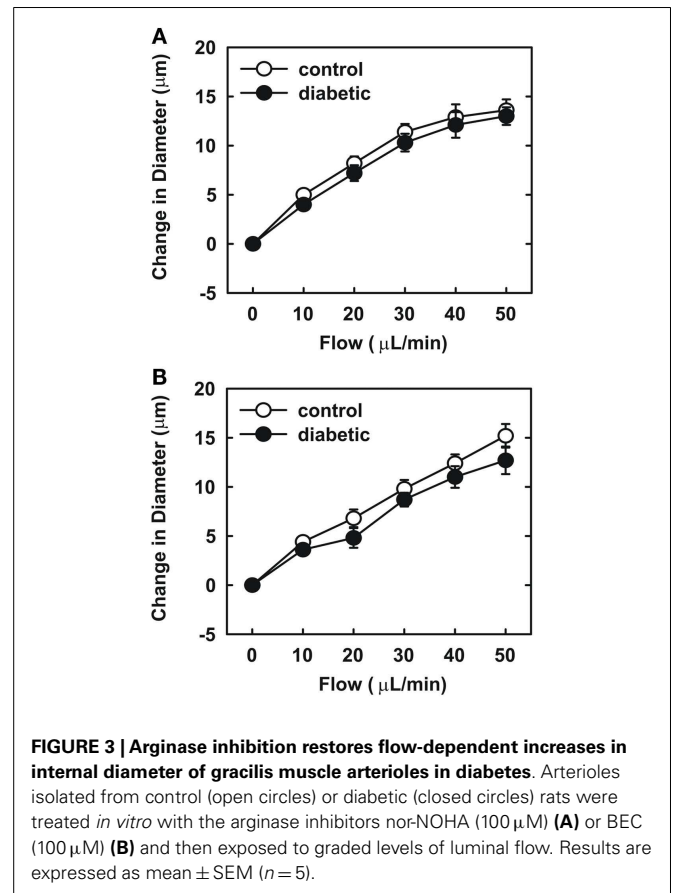 A
20
15
10
5
0
-5
Change in Diameter (μm)
control
diabetic
0 10 20 30 40 50
Flow ( μL/min)
B
20
15
10
5
0
-5
Change in Diameter (μm)
control
diabetic
0 10 20 30 40 50
Flow ( μL/min)
FIGURE 3 | Arginase inhibition restores flow-dependent increases in
internal diameter of gracilis muscle arterioles in diabetes. Arterioles
isolated from control (open circles) or diabetic (closed circles) rats were
treated in vitro with the arginase inhibitors nor-NOHA (100 μM) (A) or BEC
(100 μM) (B) and then exposed to graded levels of luminal flow. Results are
expressed as mean ± SEM (n = 5).